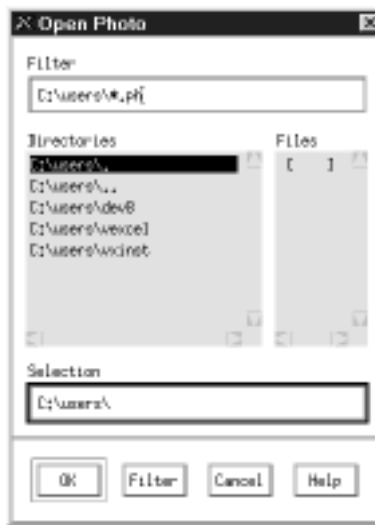 Open Photo
Filter
C:\users\*.ph
Directories Files
C:\users\. [ ]
C:\users\..
C:\users\dev8
C:\users\wexcel
C:\users\vxinst
Selection
C:\users\
OK Filter Cancel Help